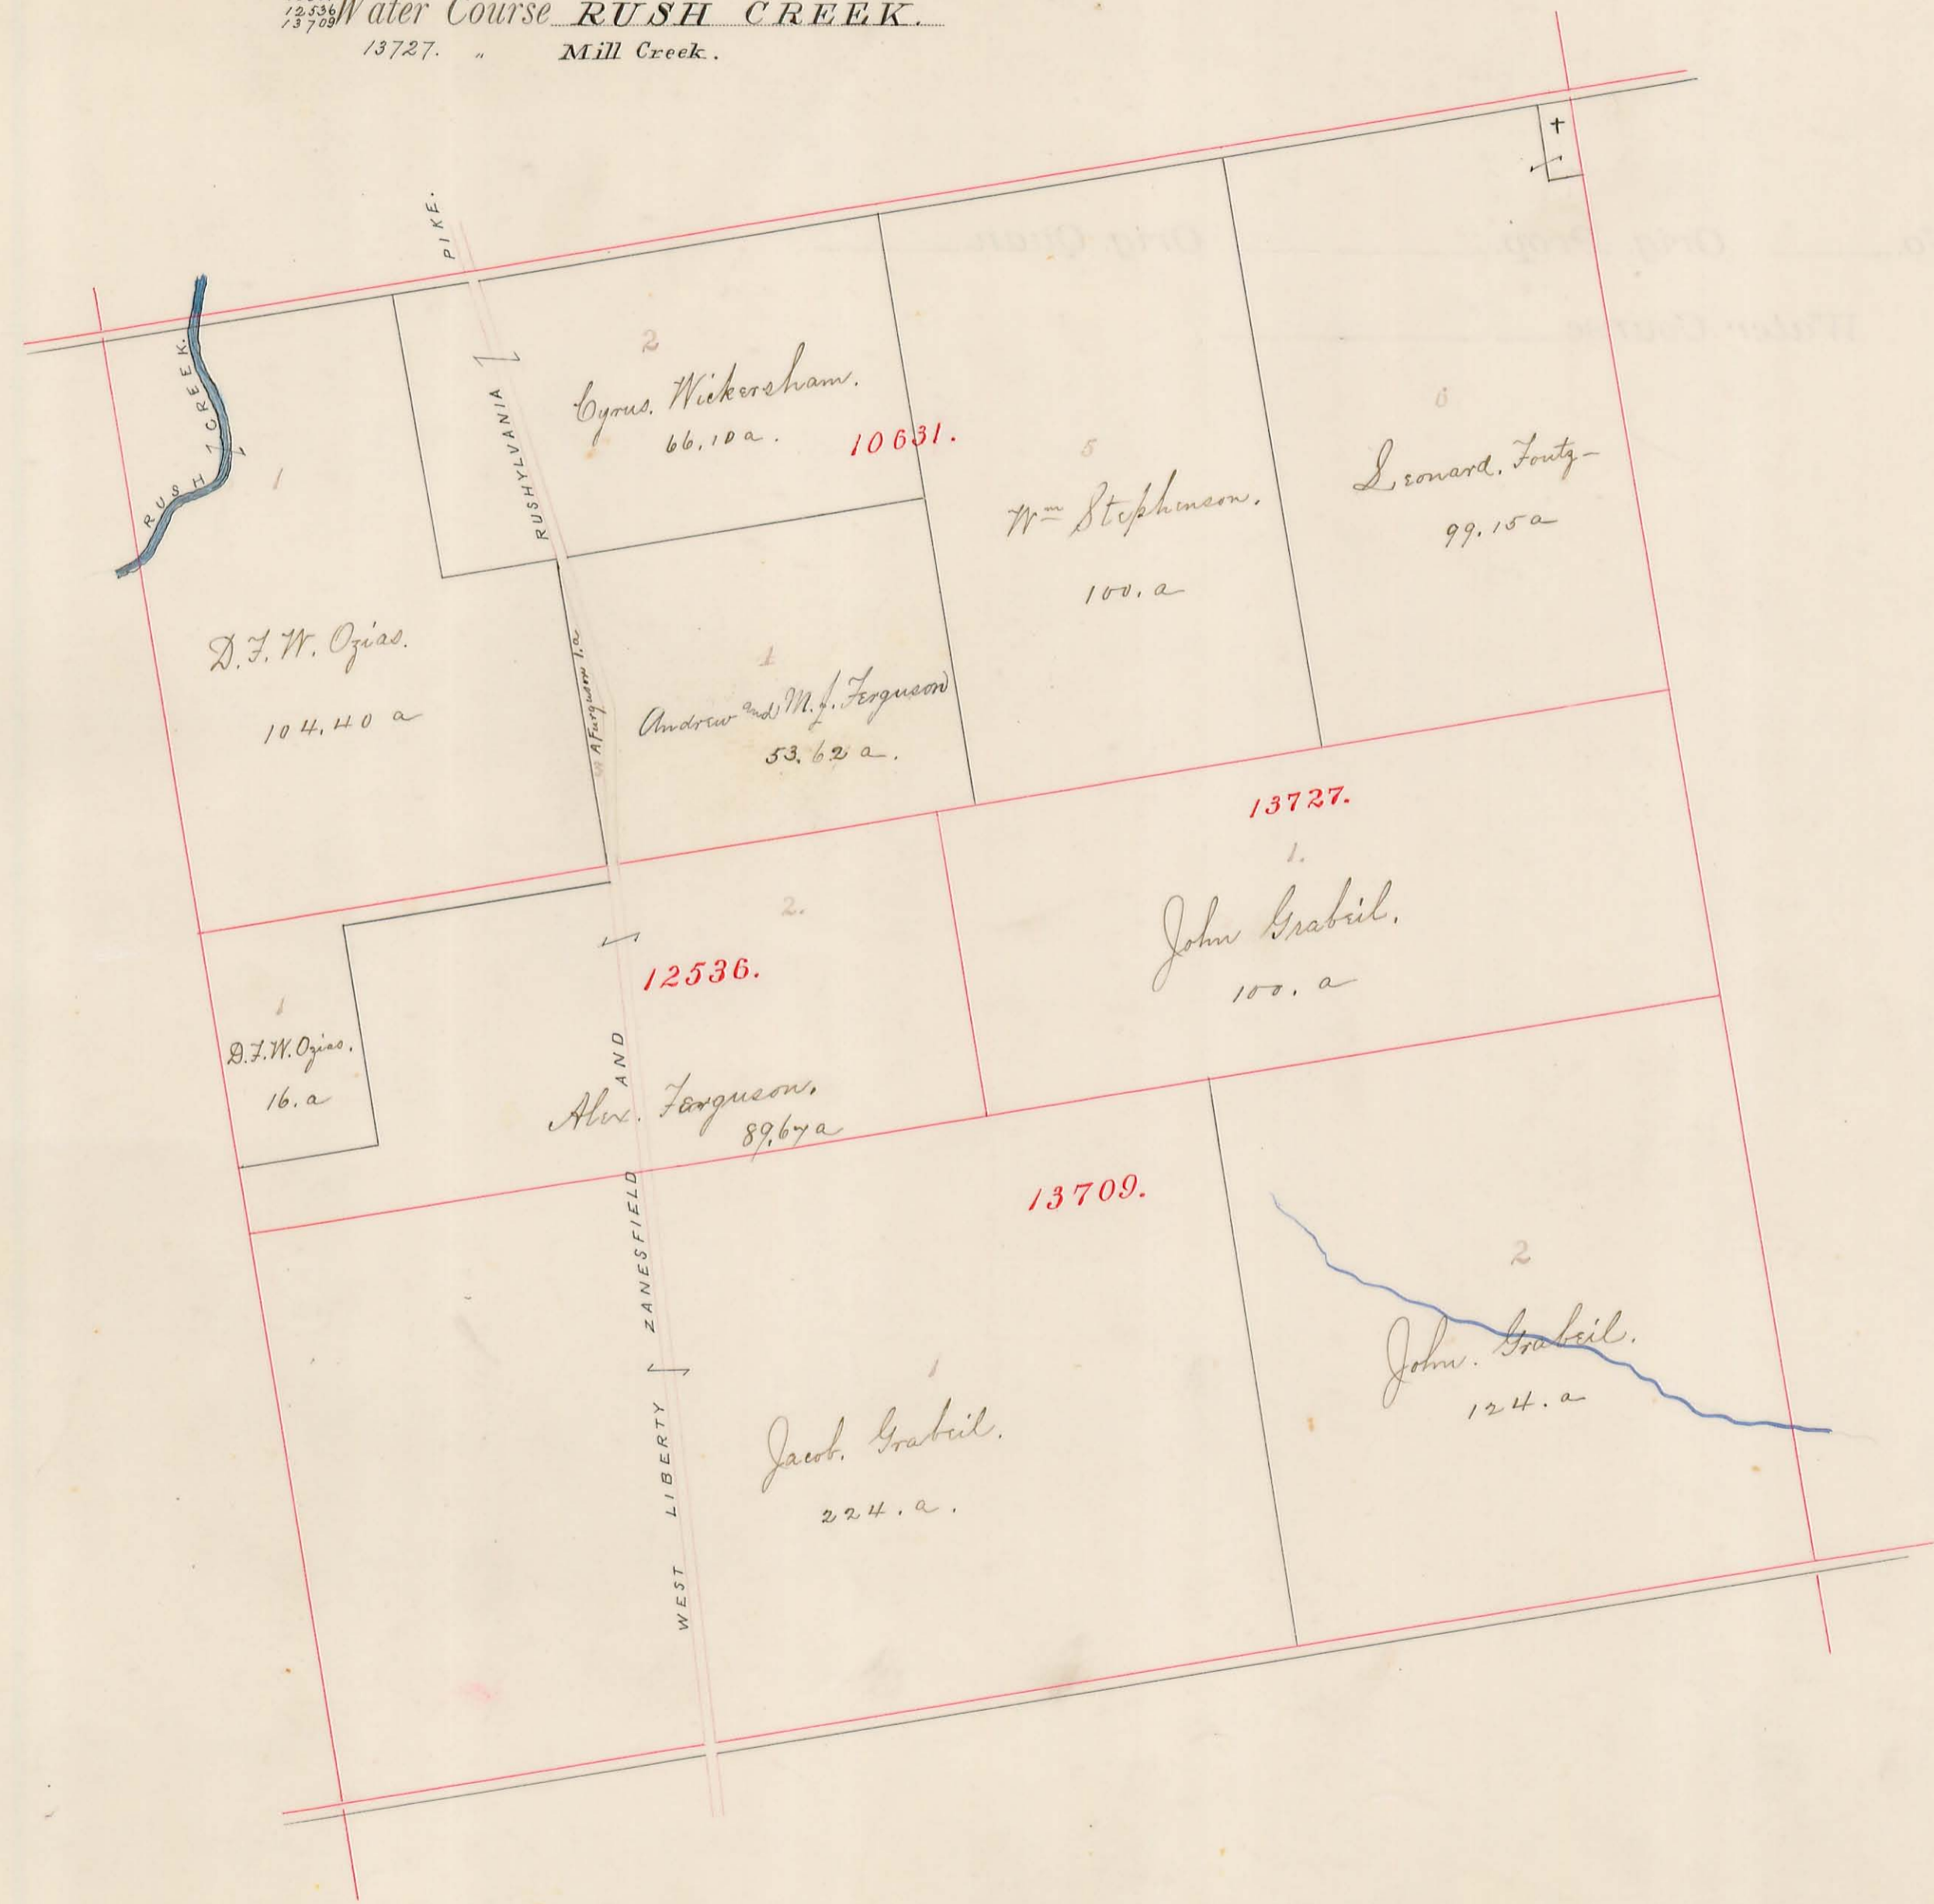 12536
13709
Water Course RUSH CREEK.
13727. " Mill Creek.
PIKE.
RUSH CREEK.
1
D.F.W. Ozias.
104.40 a
RUSHYLVANIA
2
Cyrus. Wickersham.
66.10 a.
10631.
5
Wm Stephenson.
100. a
6
Leonard. Foutz
99.15 a
A Furguson 1.a
1
Andrew and M.J. Ferguson
53.62 a.
13727.
1.
John Grabeil.
100. a
2.
12536.
1
D.F.W. Ozias.
16. a
AND
Alex. Ferguson.
89.67 a
13709.
ZANESFIELD
WEST LIBERTY
1
Jacob. Grabeil.
224. a.
2
John. Grabeil.
124. a